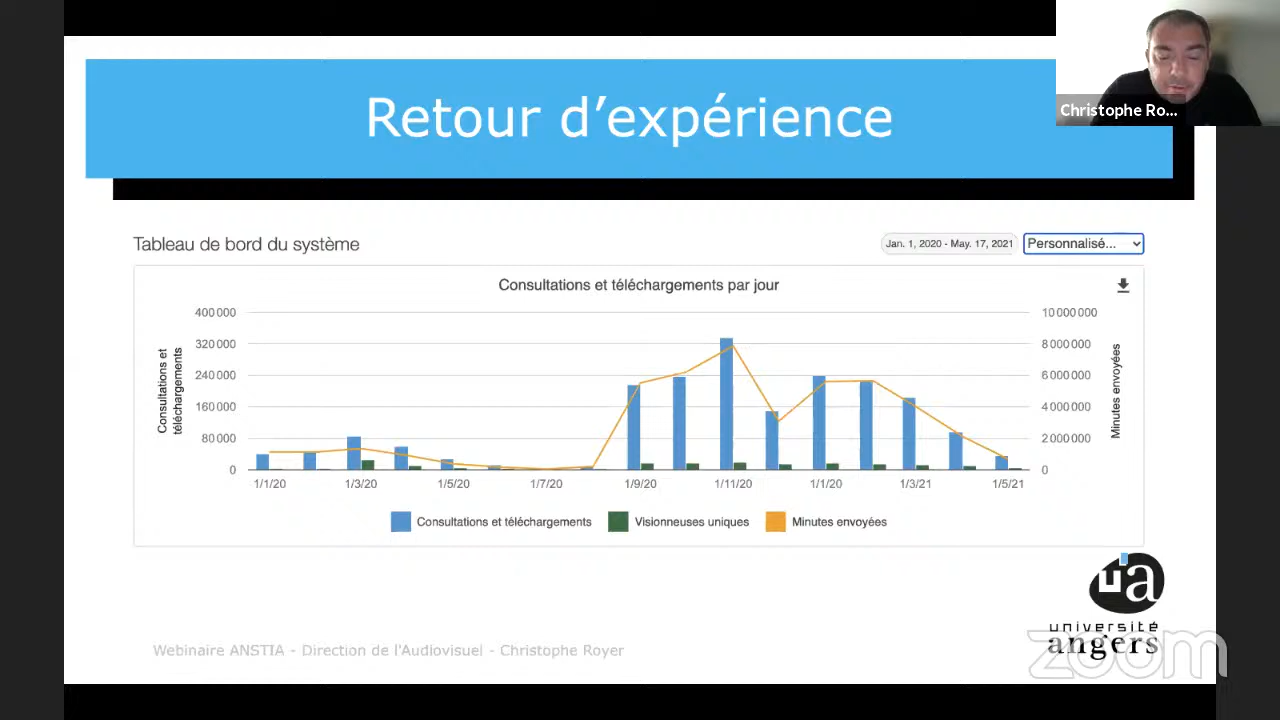 Retour d’expérience
Christophe Ro...
Tableau de bord du système
Jan. 1, 2020 - May. 17, 2021
Personnalisé...
Consultations et téléchargements par jour
400 000
320 000
240 000
160 000
80 000
0
Consultations et
téléchargements
10 000 000
8 000 000
6 000 000
4 000 000
2 000 000
0
Minutes envoyées
1/1/20 1/3/20 1/5/20 1/7/20 1/9/20 1/11/20 1/1/20 1/3/21 1/5/21
Consultations et téléchargements Visionneuses uniques Minutes envoyées
ua
université
angers
zoom
Webinaire ANSTIA - Direction de l'Audiovisuel - Christophe Royer